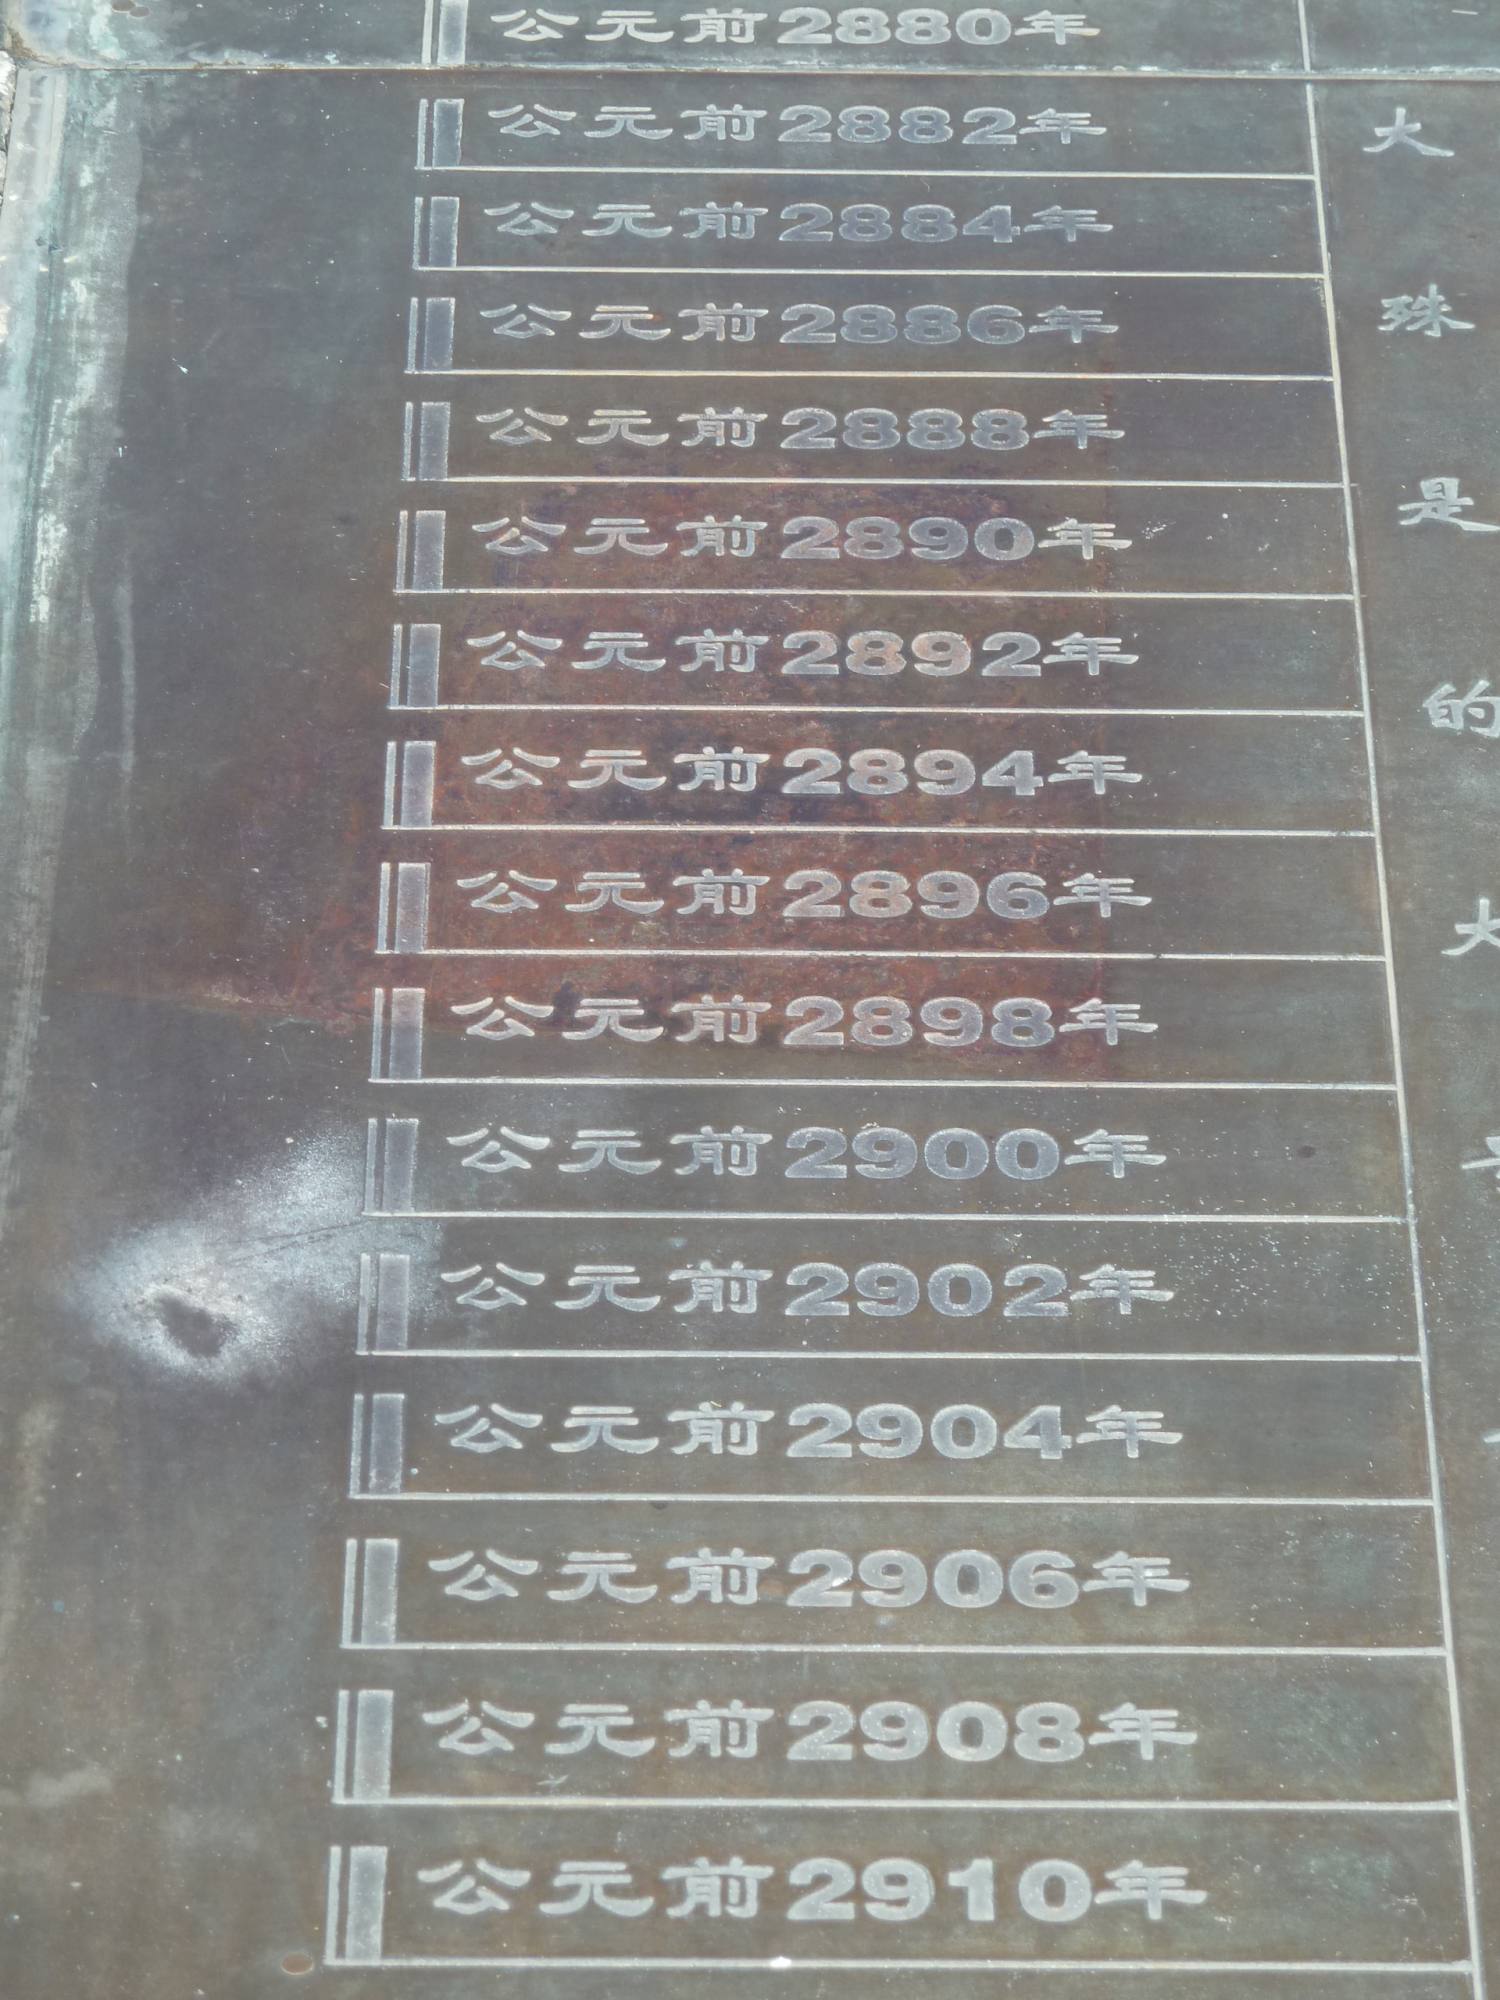 公元前2880年
公元前2882年
公元前2884年
公元前2886年
公元前2888年
公元前2890年
公元前2892年
公元前2894年
公元前2896年
公元前2898年
公元前2900年
公元前2902年
公元前2904年
公元前2906年
公元前2908年
公元前2910年
大
殊
是
的
大